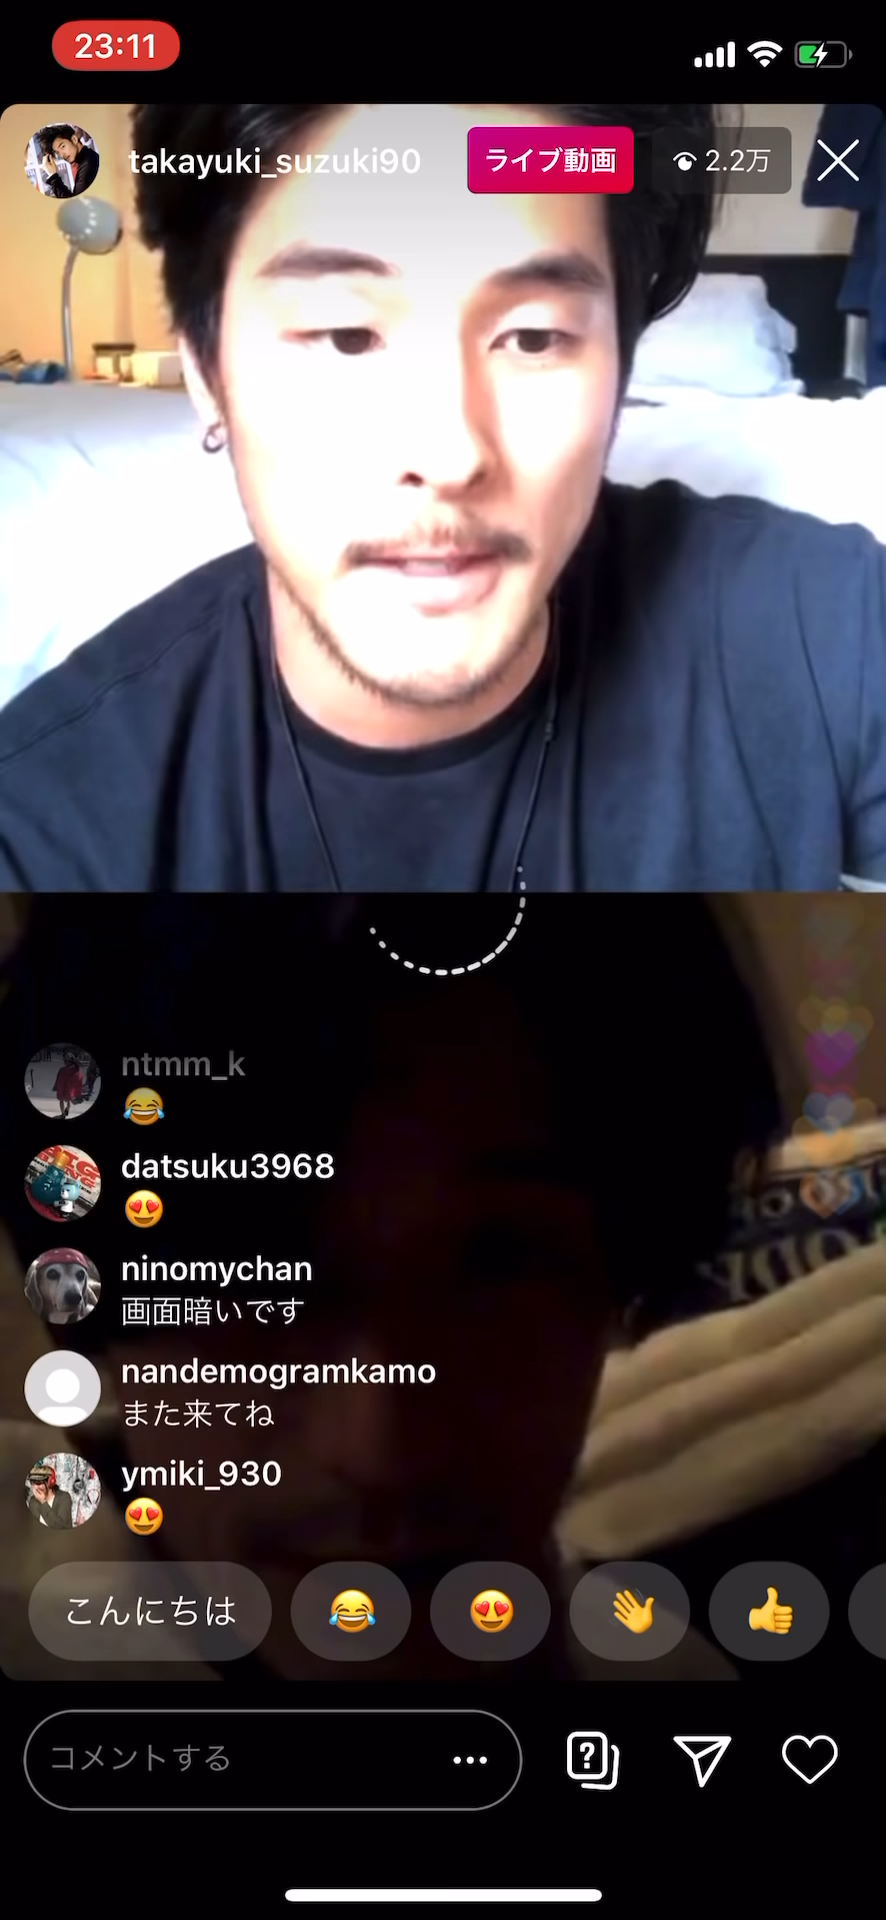 23:11
takayuki_suzuki90
ライブ動画
2.2万
ntmm_k
😂
datsuku3968
😍
ninomychan
画面暗いです
nandemogramkamo
また来てね
ymiki_930
😍
こんにちは 😂 😍 👋 👍
コメントする